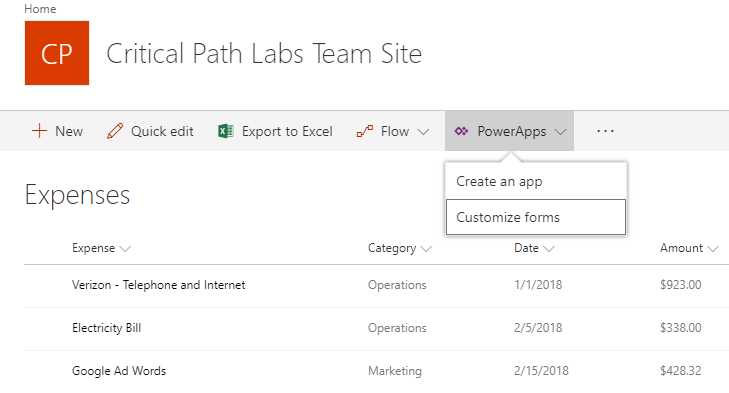 Home
CP Critical Path Labs Team Site
New Quick edit Export to Excel Flow PowerApps ...
Create an app
Customize forms
Expenses
Expense Category Date Amount
Verizon - Telephone and Internet Operations 1/1/2018 $923.00
Electricity Bill Operations 2/5/2018 $338.00
Google Ad Words Marketing 2/15/2018 $428.32